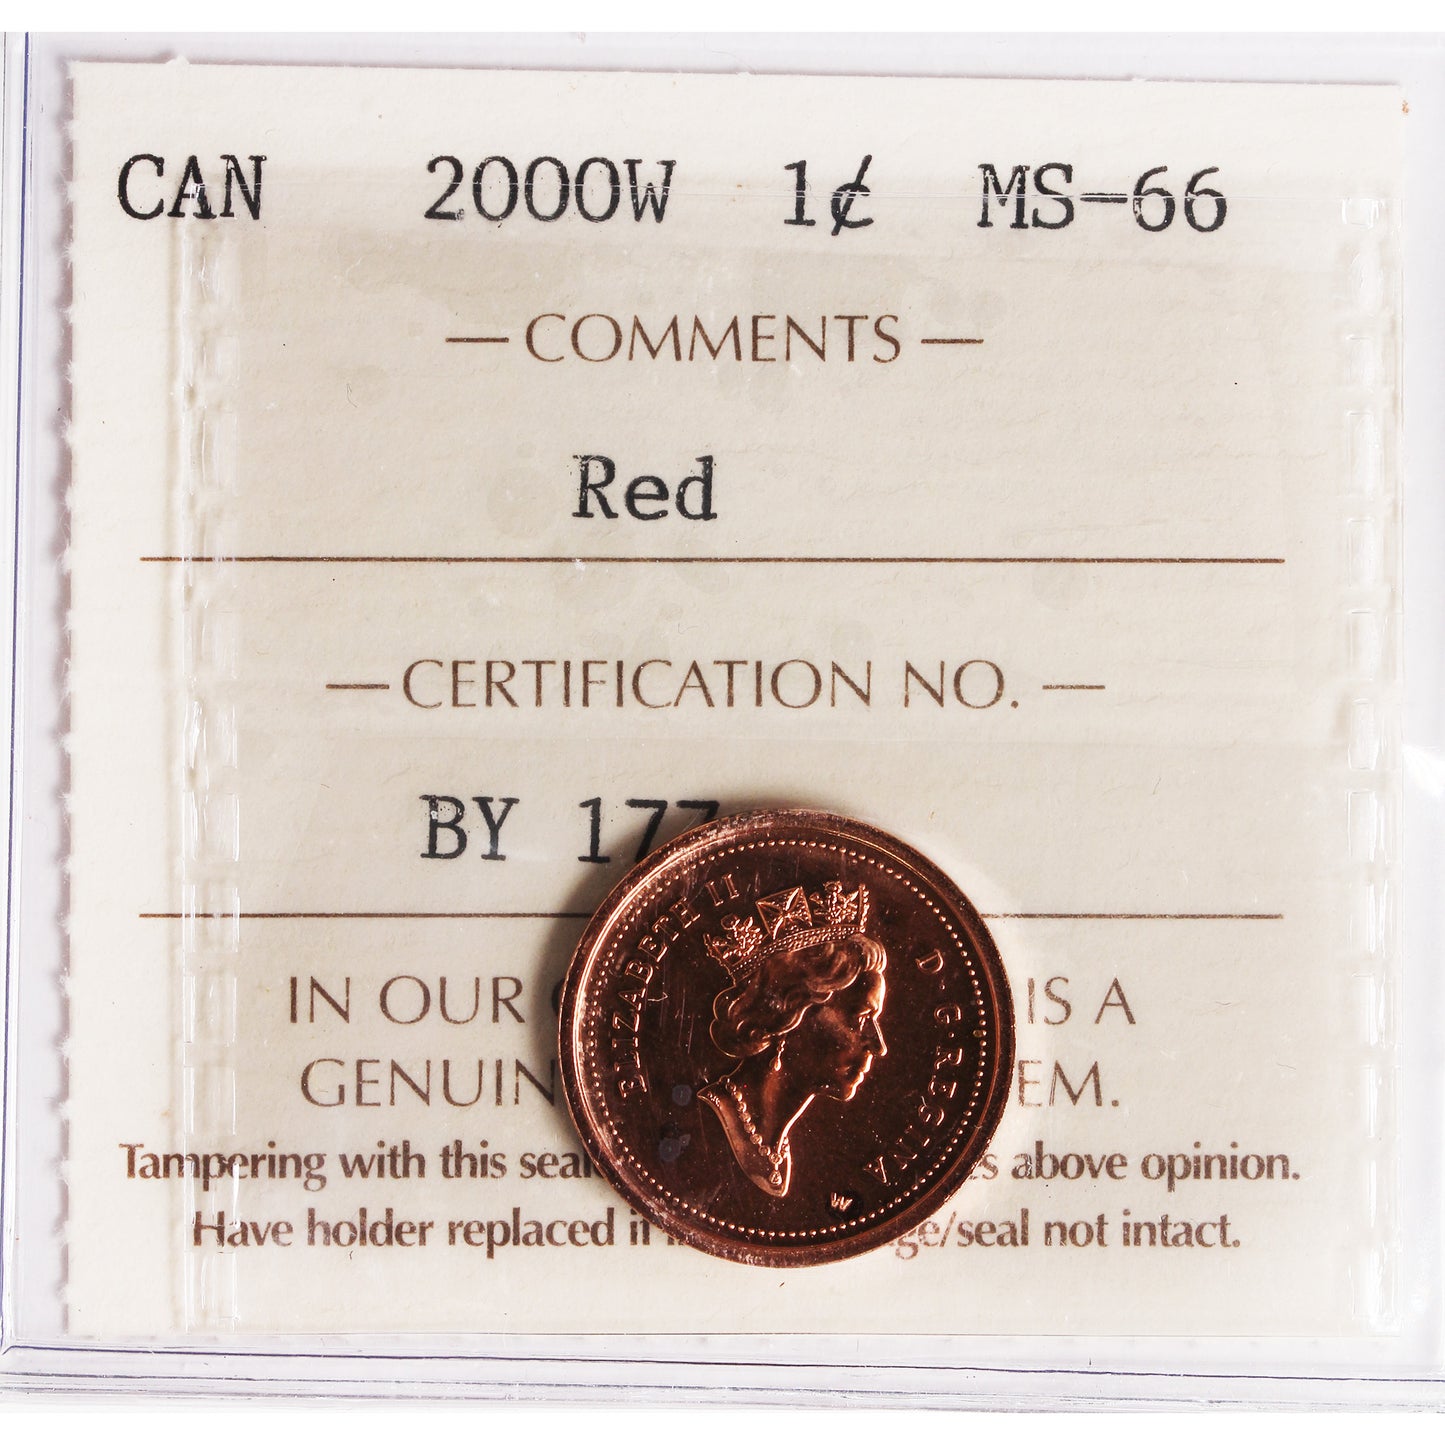 CAN 2000W 1¢ MS-66
— COMMENTS —
Red
— CERTIFICATION NO. —
BY 177
IN OUR IS A
GENUIN EM.
Tampering with this seal s above opinion.
Have holder replaced if ge/seal not intact.
ELIZABETH II D·G·REGINA
W